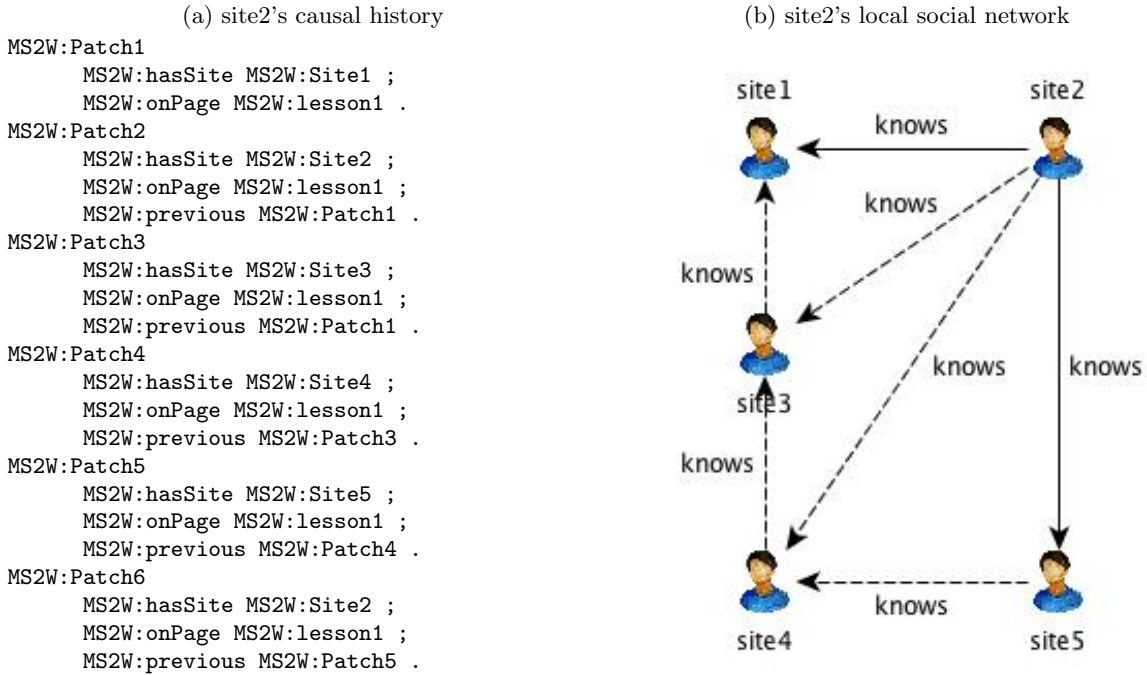 (a) site2's causal history
MS2W:Patch1
MS2W:hasSite MS2W:Site1 ;
MS2W:onPage MS2W:lesson1 .
MS2W:Patch2
MS2W:hasSite MS2W:Site2 ;
MS2W:onPage MS2W:lesson1 ;
MS2W:previous MS2W:Patch1 .
MS2W:Patch3
MS2W:hasSite MS2W:Site3 ;
MS2W:onPage MS2W:lesson1 ;
MS2W:previous MS2W:Patch1 .
MS2W:Patch4
MS2W:hasSite MS2W:Site4 ;
MS2W:onPage MS2W:lesson1 ;
MS2W:previous MS2W:Patch3 .
MS2W:Patch5
MS2W:hasSite MS2W:Site5 ;
MS2W:onPage MS2W:lesson1 ;
MS2W:previous MS2W:Patch4 .
MS2W:Patch6
MS2W:hasSite MS2W:Site2 ;
MS2W:onPage MS2W:lesson1 ;
MS2W:previous MS2W:Patch5 .
(b) site2's local social network
site1
site2
knows
knows
knows
site3
knows
knows
knows
knows
site4
site5